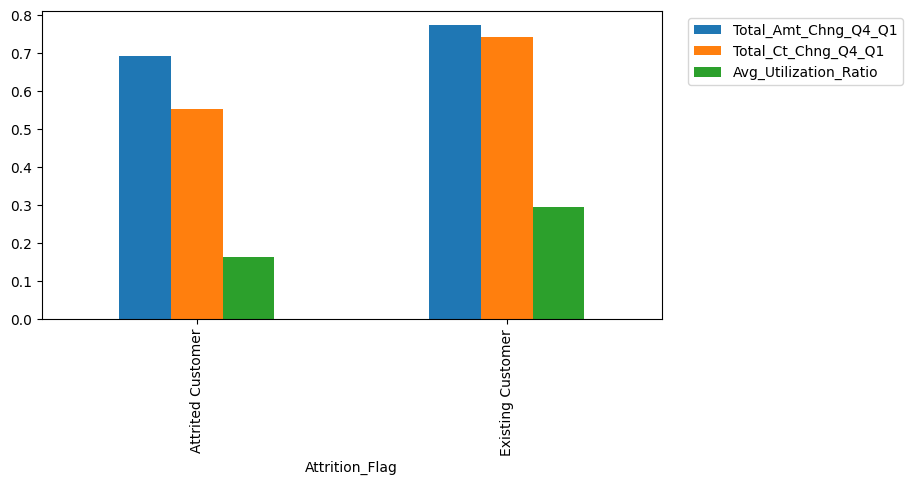 0.8
0.7
0.6
0.5
0.4
0.3
0.2
0.1
0.0
Attrited Customer
Existing Customer
Attrition_Flag
Total_Amt_Chng_Q4_Q1
Total_Ct_Chng_Q4_Q1
Avg_Utilization_Ratio